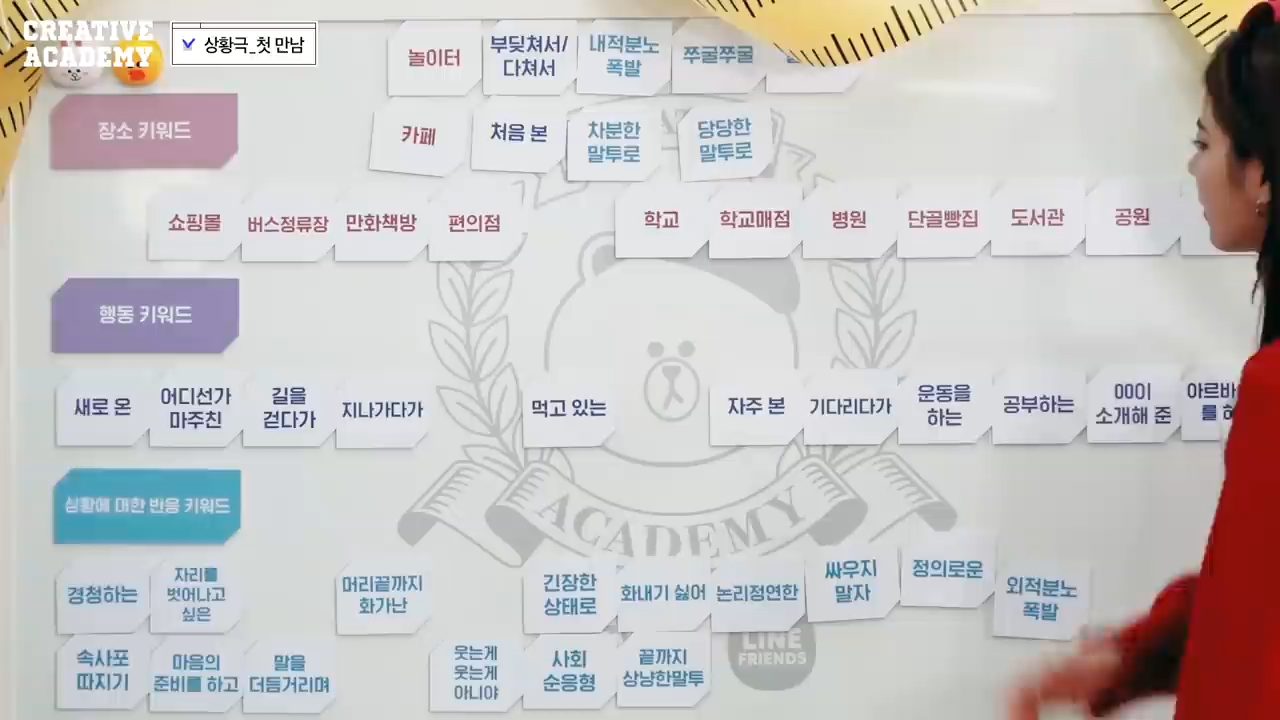 CREATIVE
ACADEMY
상황극_첫 만남
놀이터
부딪쳐서/
다쳐서
내적분노
폭발
쭈굴쭈굴
장소 키워드
카페
처음 본
차분한
말투로
당당한
말투로
쇼핑몰
버스정류장
만화책방
편의점
학교
학교매점
병원
단골빵집
도서관
공원
행동 키워드
새로 온
어디선가
마주친
길을
걷다가
지나가다가
먹고 있는
자주 본
기다리다가
운동을
하는
공부하는
OO이
소개해 준
상황에 대한 반응 키워드
경청하는
자리를
벗어나고
싶은
머리끝까지
화가난
긴장한
상태로
화내기 싫어
논리정연한
싸우지
말자
정의로운
외적분노
폭발
속사포
따지기
마음의
준비를 하고
말을
더듬거리며
웃는게
웃는게
아니야
사회
순응형
끝까지
상냥한말투
ACADEMY
LINE
FRIENDS